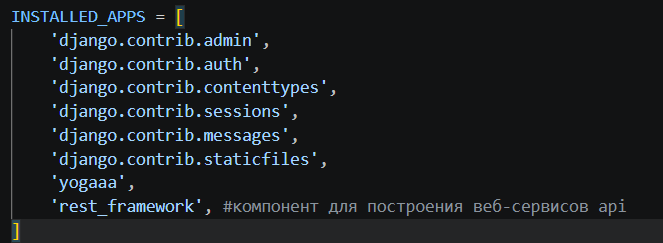 INSTALLED_APPS = [
    'django.contrib.admin',
    'django.contrib.auth',
    'django.contrib.contenttypes',
    'django.contrib.sessions',
    'django.contrib.messages',
    'django.contrib.staticfiles',
    'yogaaa',
    'rest_framework', #компонент для построения веб-сервисов api
]